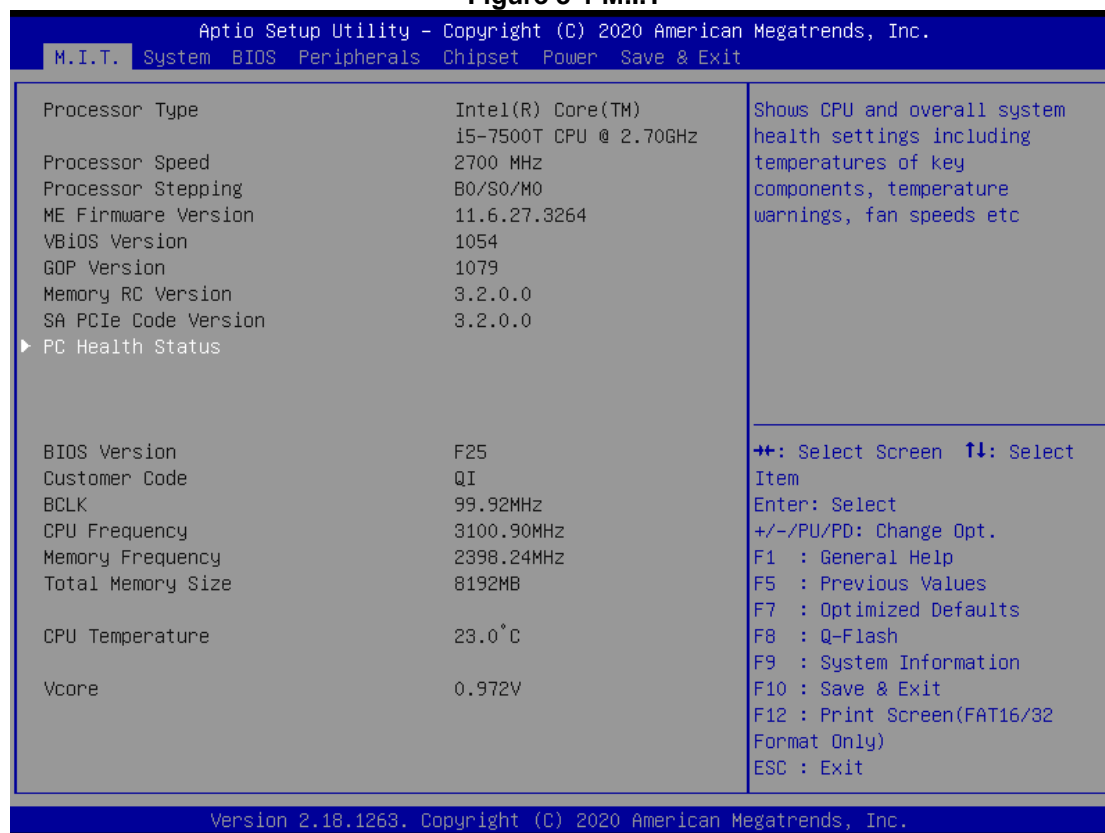 Aptio Setup Utility – Copyright (C) 2020 American Megatrends, Inc.
M.I.T. System BIOS Peripherals Chipset Power Save & Exit
Processor Type Intel(R) Core(TM)
i5-7500T CPU @ 2.70GHz
Processor Speed 2700 MHz
Processor Stepping B0/S0/M0
ME Firmware Version 11.6.27.3264
VBiOS Version 1054
GOP Version 1079
Memory RC Version 3.2.0.0
SA PCIe Code Version 3.2.0.0
PC Health Status
BIOS Version F25
Customer Code QI
BCLK 99.92MHz
CPU Frequency 3100.90MHz
Memory Frequency 2398.24MHz
Total Memory Size 8192MB
CPU Temperature 23.0°C
Vcore 0.972V
Shows CPU and overall system
health settings including
temperatures of key
components, temperature
warnings, fan speeds etc
→←: Select Screen ↑↓: Select
Item
Enter: Select
+/-/PU/PD: Change Opt.
F1 : General Help
F5 : Previous Values
F7 : Optimized Defaults
F8 : Q-Flash
F9 : System Information
F10 : Save & Exit
F12 : Print Screen(FAT16/32
Format Only)
ESC : Exit
Version 2.18.1263. Copyright (C) 2020 American Megatrends, Inc.